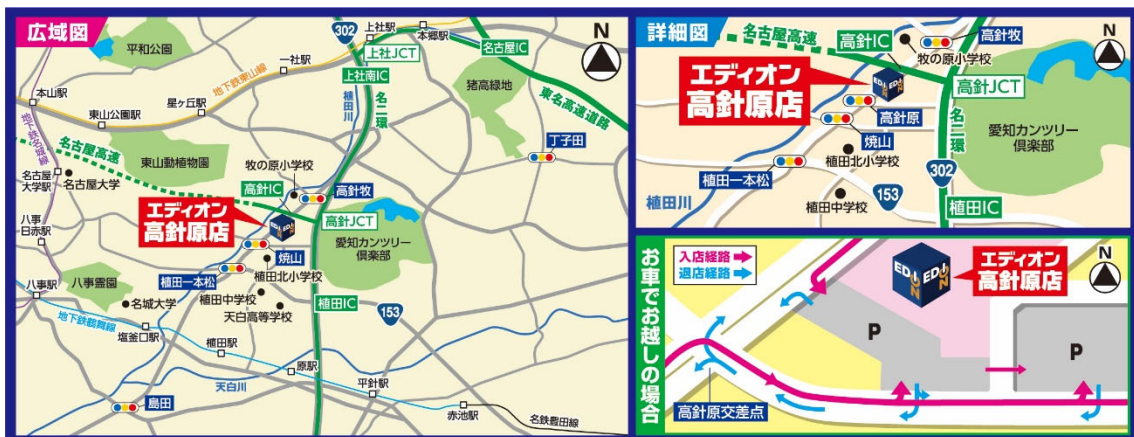 広域図
平和公園
302
上社駅
本郷駅
上社JCT
名古屋IC
上社南IC
一社駅
地下鉄東山線
植田川
名二環
猪高緑地
東名高速道路
本山駅
星ヶ丘駅
東山公園駅
地下鉄名城線
名古屋高速
東山動植物園
牧の原小学校
丁子田
名古屋
大学駅
名古屋大学
高針IC
高針牧
エディオン
高針原店
高針JCT
八事
日赤駅
焼山
愛知カンツリー
倶楽部
植田一本松
植田北小学校
八事霊園
八事駅
名城大学
植田中学校
天白高等学校
植田IC
153
地下鉄鶴舞線
塩釜口駅
植田駅
原駅
平針駅
天白川
島田
赤池駅
名鉄豊田線
N
詳細図
名古屋高速
高針IC
高針牧
牧の原小学校
N
エディオン
高針原店
高針JCT
高針原
名二環
焼山
愛知カンツリー
倶楽部
植田北小学校
植田一本松
302
153
植田川
植田中学校
植田IC
お車でお越しの場合
入店経路
退店経路
EDION
エディオン
高針原店
N
P
P
高針原交差点